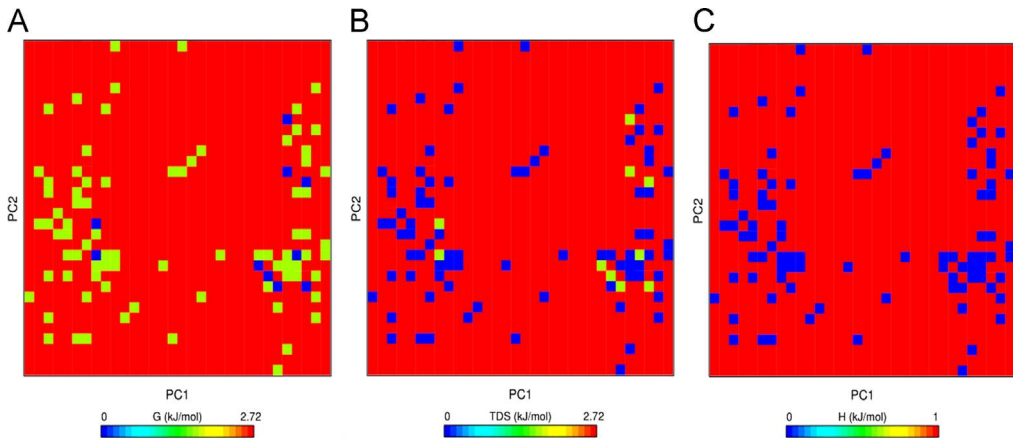 A
B
C
PC2
PC2
PC2
PC1
PC1
PC1
0 G (kJ/mol) 2.72
0 TDS (kJ/mol) 2.72
0 H (kJ/mol) 1